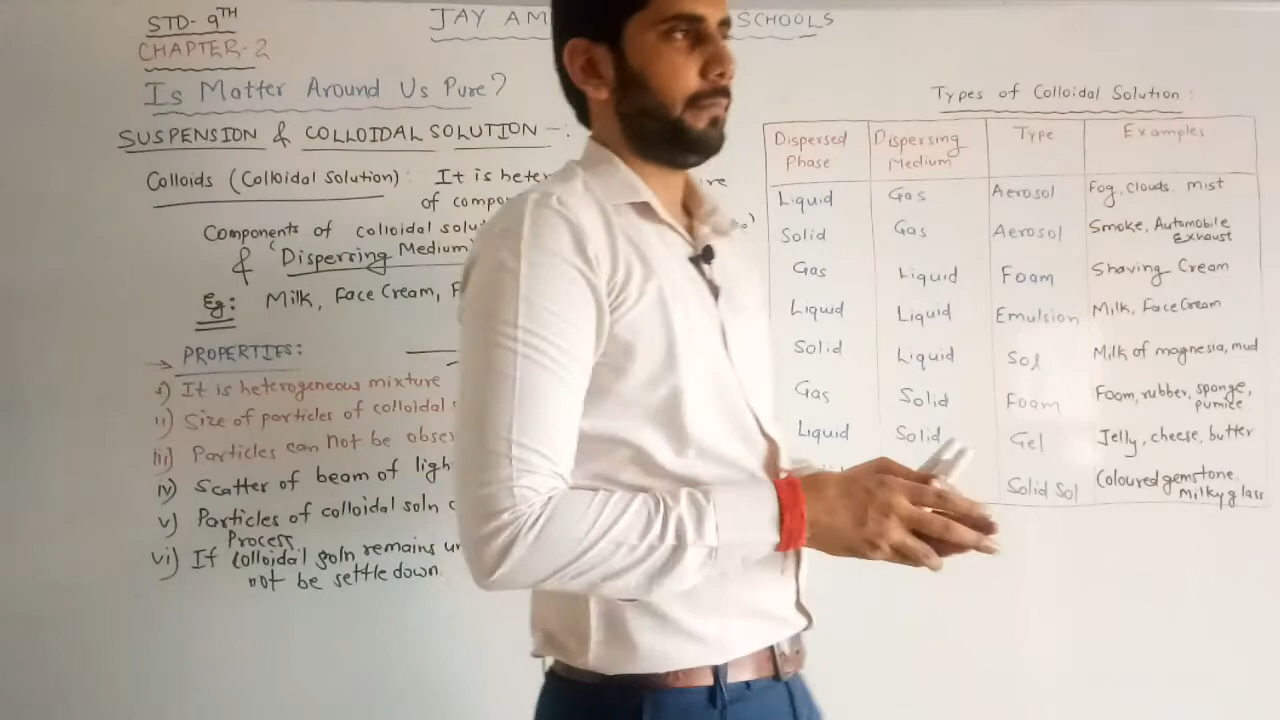 STD- 9TH
JAY AM SCHOOLS
CHAPTER-2
Is Matter Around Us Pure?
SUSPENSION & COLLOIDAL SOLUTION -:
Colloids (Colloidal Solution): It is heter re
of compo
Components of colloidal solu
& 'Dispersing Medium'
Eg: Milk, Face Cream, F
→ PROPERTIES:
i) It is heterogeneous mixture
ii) Size of particles of colloidal s
iii) Particles can not be obser
iv) Scatter of beam of ligh
v) Particles of colloidal soln c
Process
vi) If colloidal soln remains un
not be settle down.
Types of Colloidal Solution:
Dispersed Phase Dispersing Medium Type Examples
Liquid Gas Aerosol Fog, clouds. mist
Solid Gas Aerosol Smoke, Automobile Exhaust
Gas Liquid Foam Shaving Cream
Liquid Liquid Emulsion Milk, Face Cream
Solid Liquid Sol Milk of magnesia, mud
Gas Solid Foam Foam, rubber, sponge, pumice
Liquid Solid Gel Jelly, cheese, butter
Solid Sol Coloured gemstone. Milky glass